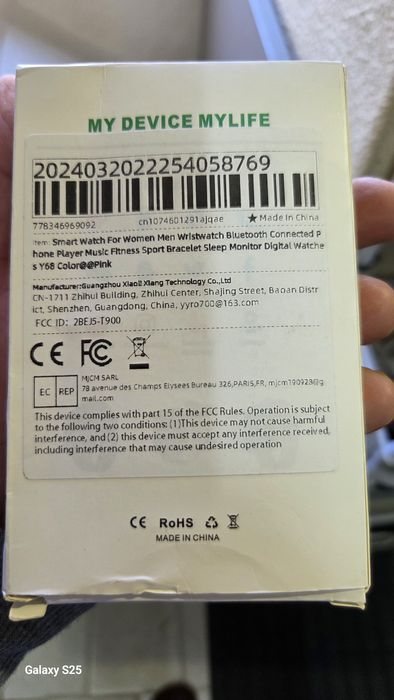 MY DEVICE MYLIFE
2024032022254058769
778346969092 cn1074601291ajqae ★Made In China
Item: Smart Watch For Women Men Wristwatch Bluetooth Connected P
hone Player Music Fitness Sport Bracelet Sleep Monitor Digital Watche
s Y68 Color@@Pink
Manufacturer:Guangzhou XiaoZ Xiang Technology Co.,Ltd
CN-1711 Zhihui Building, Zhihui Center, Shajing Street, Baoan Distr
ict, Shenzhen, Guangdong, China, yyro700@163.com
FCC ID: 2BEJ5-T900
CE FC
EC REP
MJCM SARL
78 avenue des Champs Elysees Bureau 326,PARIS,FR, mjcm190928@g
mail.com
This device complies with part 15 of the FCC Rules. Operation is subject
to the following two conditions: (1)This device may not cause harmful
interference, and (2) this device must accept any interference received,
including interference that may cause undesired operation
CE RoHS
MADE IN CHINA
Galaxy S25